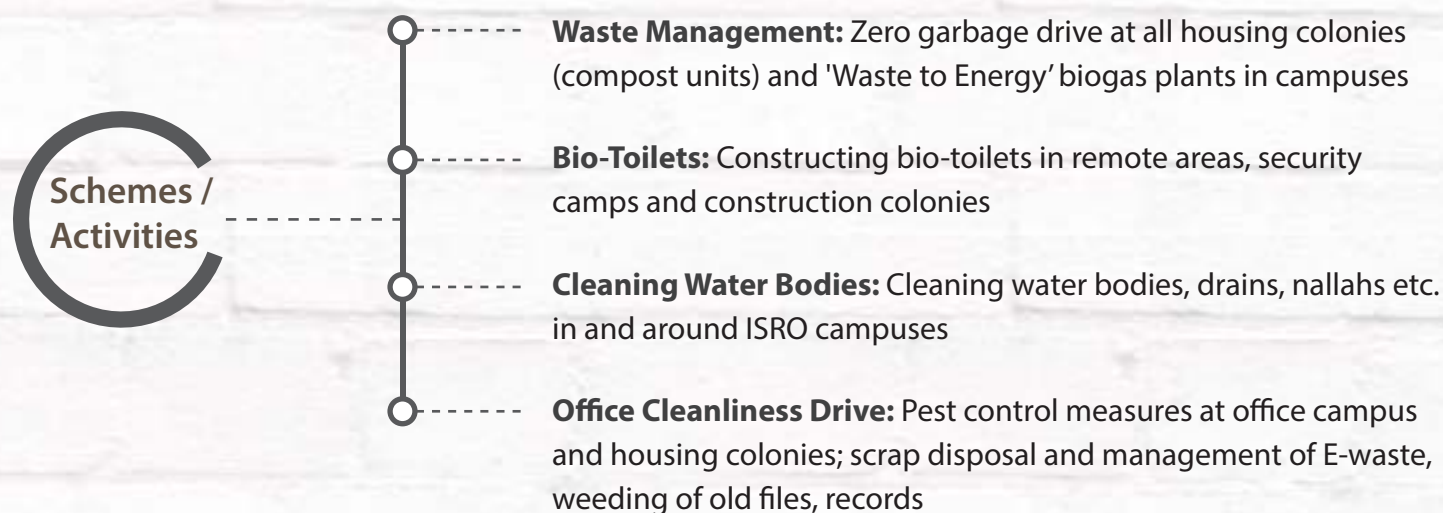 Schemes /
Activities
Waste Management: Zero garbage drive at all housing colonies
(compost units) and 'Waste to Energy’ biogas plants in campuses
Bio-Toilets: Constructing bio-toilets in remote areas, security
camps and construction colonies
Cleaning Water Bodies: Cleaning water bodies, drains, nallahs etc.
in and around ISRO campuses
Office Cleanliness Drive: Pest control measures at office campus
and housing colonies; scrap disposal and management of E-waste,
weeding of old files, records